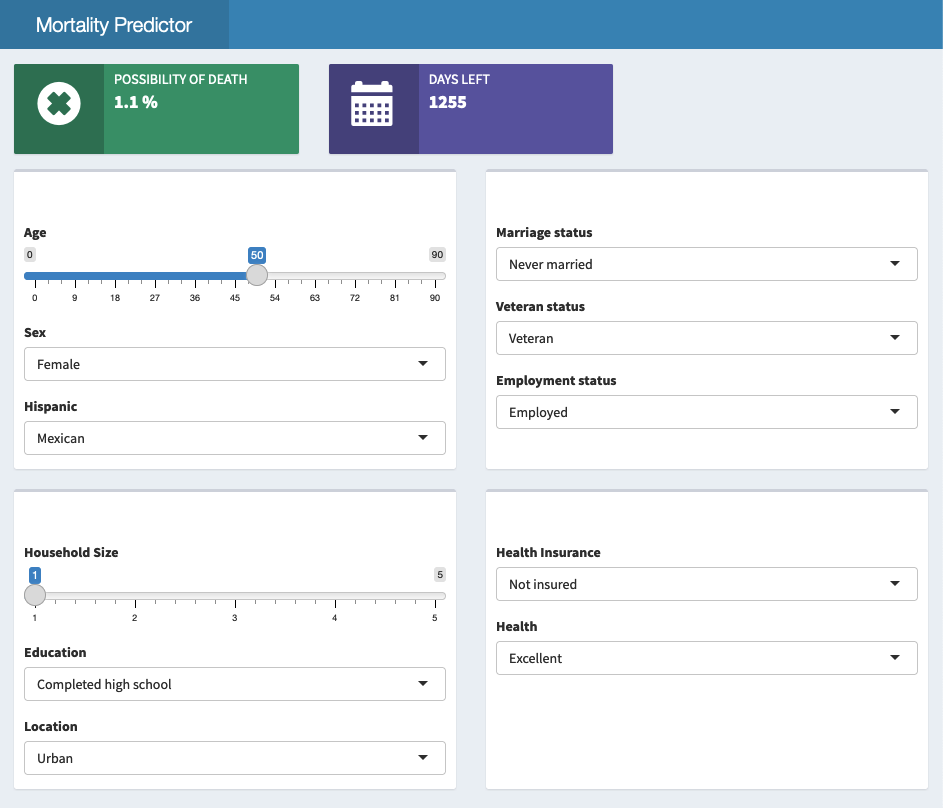 Mortality Predictor
POSSIBILITY OF DEATH
1.1 %
DAYS LEFT
1255
Age
0 50 90
0 9 18 27 36 45 54 63 72 81 90
Sex
Female
Hispanic
Mexican
Marriage status
Never married
Veteran status
Veteran
Employment status
Employed
Household Size
1 5
1 2 3 4 5
Education
Completed high school
Location
Urban
Health Insurance
Not insured
Health
Excellent